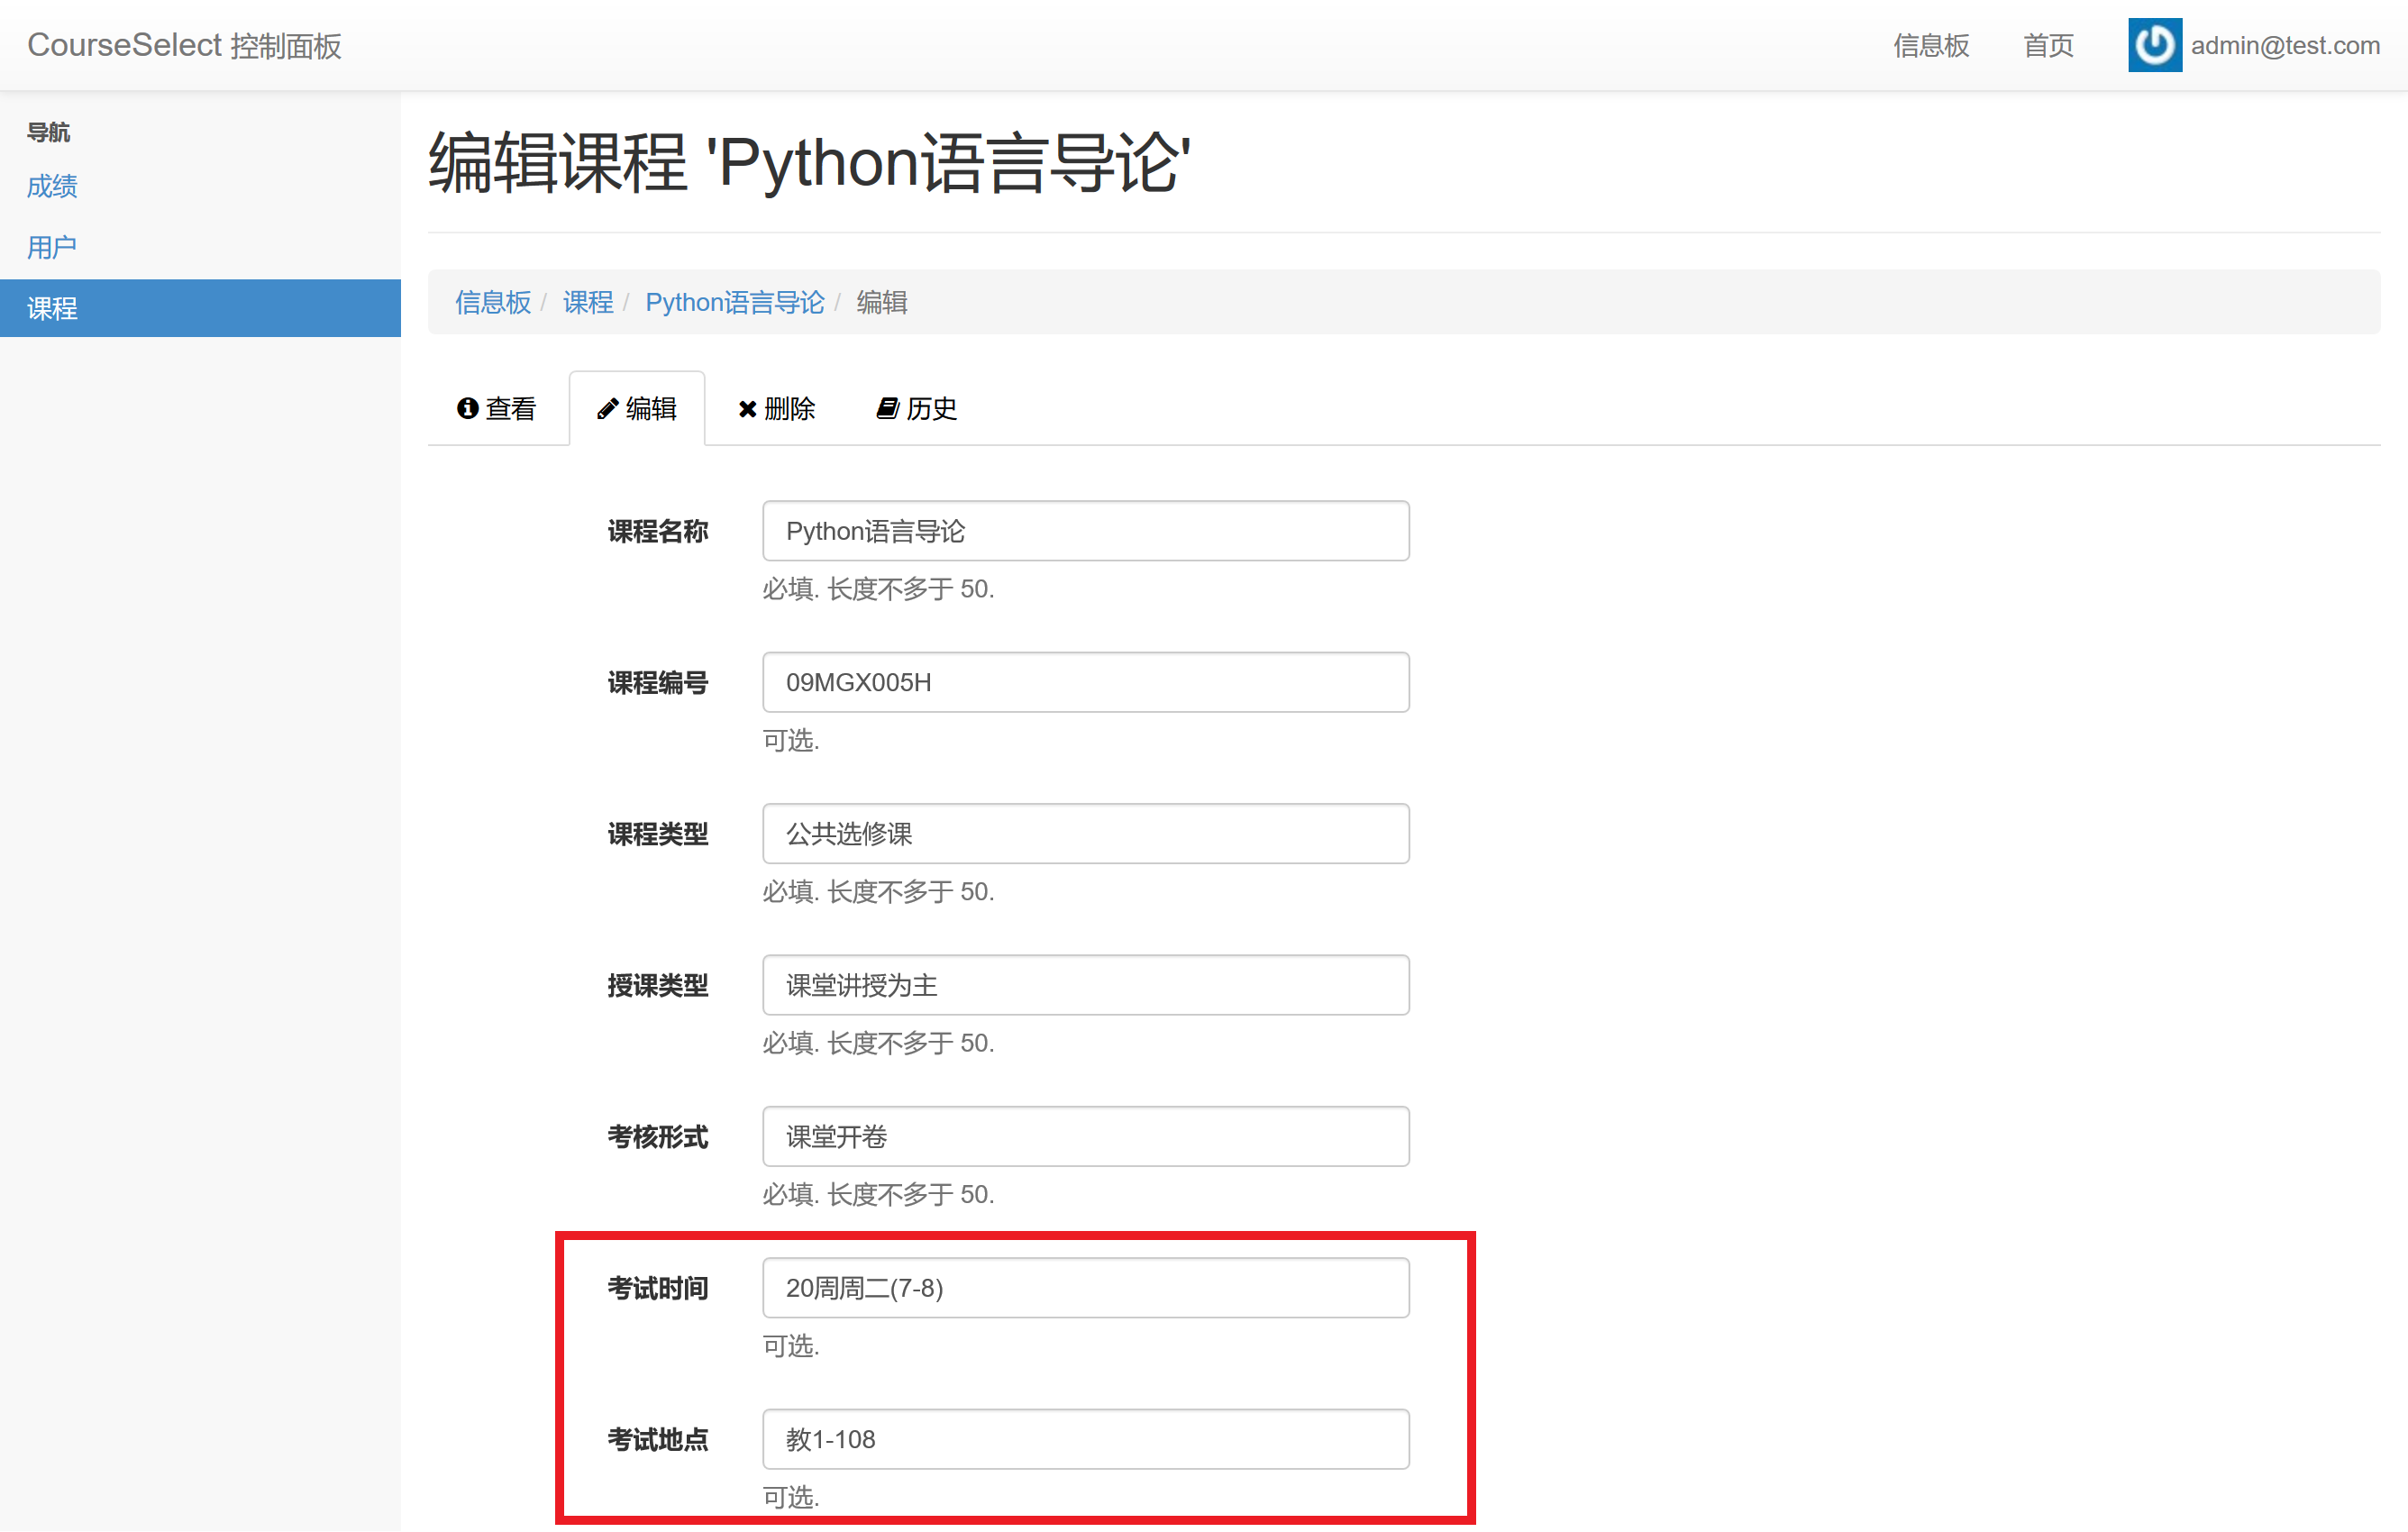 CourseSelect 控制面板
信息板 首页 admin@test.com
导航
成绩
用户
课程
编辑课程 'Python语言导论'
信息板 / 课程 / Python语言导论 / 编辑
查看 编辑 删除 历史
课程名称 Python语言导论
必填. 长度不多于 50.
课程编号 09MGX005H
可选.
课程类型 公共选修课
必填. 长度不多于 50.
授课类型 课堂讲授为主
必填. 长度不多于 50.
考核形式 课堂开卷
必填. 长度不多于 50.
考试时间 20周周二(7-8)
可选.
考试地点 教1-108
可选.